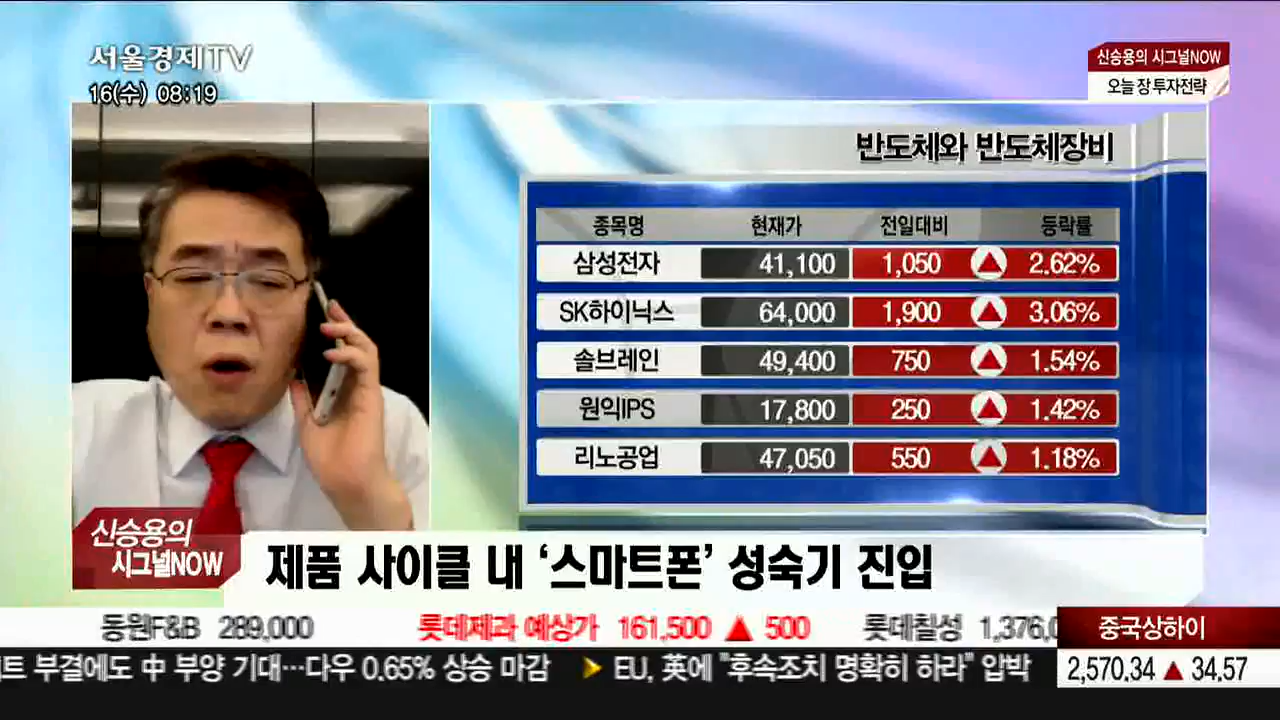 서울경제TV
16(수) 08:19
신승용의 시그널NOW
오늘 장 투자전략
반도체와 반도체장비
종목명 현재가 전일대비 등락률
삼성전자 41,100 1,050 ▲ 2.62%
SK하이닉스 64,000 1,900 ▲ 3.06%
솔브레인 49,400 750 ▲ 1.54%
원익IPS 17,800 250 ▲ 1.42%
리노공업 47,050 550 ▲ 1.18%
신승용의
시그널NOW
제품 사이클 내 ‘스마트폰’ 성숙기 진입
동원F&B 289,000 롯데제과 예상가 161,500 ▲ 500 롯데칠성 1,376,0
중국상하이
트 부결에도 中 부양 기대…다우 0.65% 상승 마감 ▶ EU, 英에 "후속조치 명확히 하라" 압박
2,570.34 ▲ 34.57